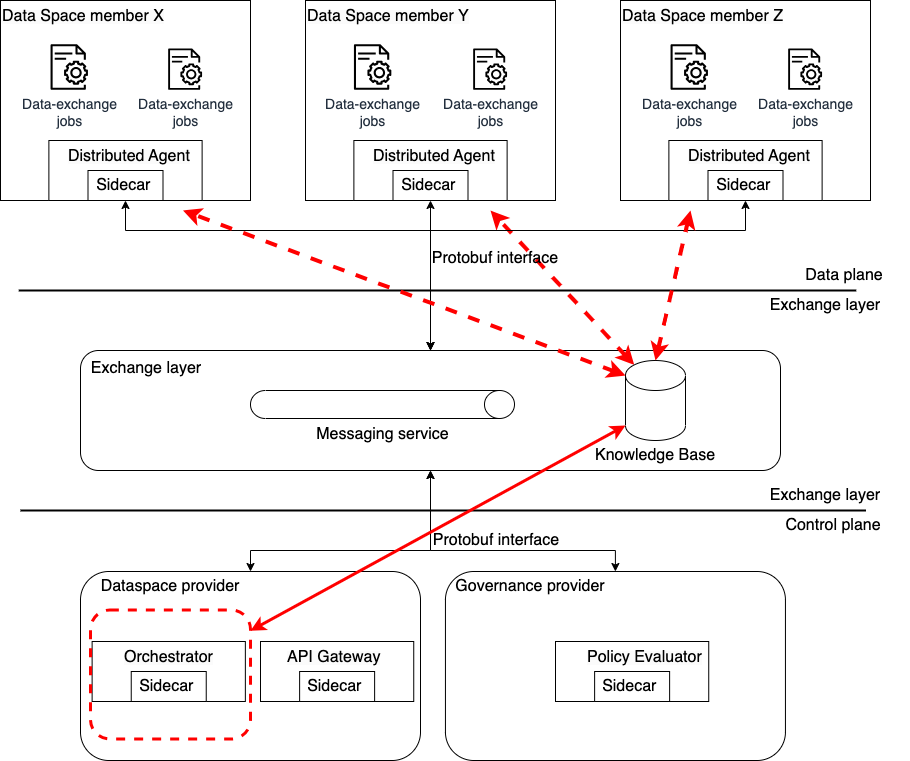 Data Space member X
Data Space member Y
Data Space member Z
Data-exchange
jobs
Data-exchange
jobs
Data-exchange
jobs
Data-exchange
jobs
Data-exchange
jobs
Data-exchange
jobs
Distributed Agent
Sidecar
Distributed Agent
Sidecar
Distributed Agent
Sidecar
Protobuf interface
Data plane
Exchange layer
Exchange layer
Messaging service
Knowledge Base
Exchange layer
Control plane
Protobuf interface
Dataspace provider
Governance provider
Orchestrator
Sidecar
API Gateway
Sidecar
Policy Evaluator
Sidecar